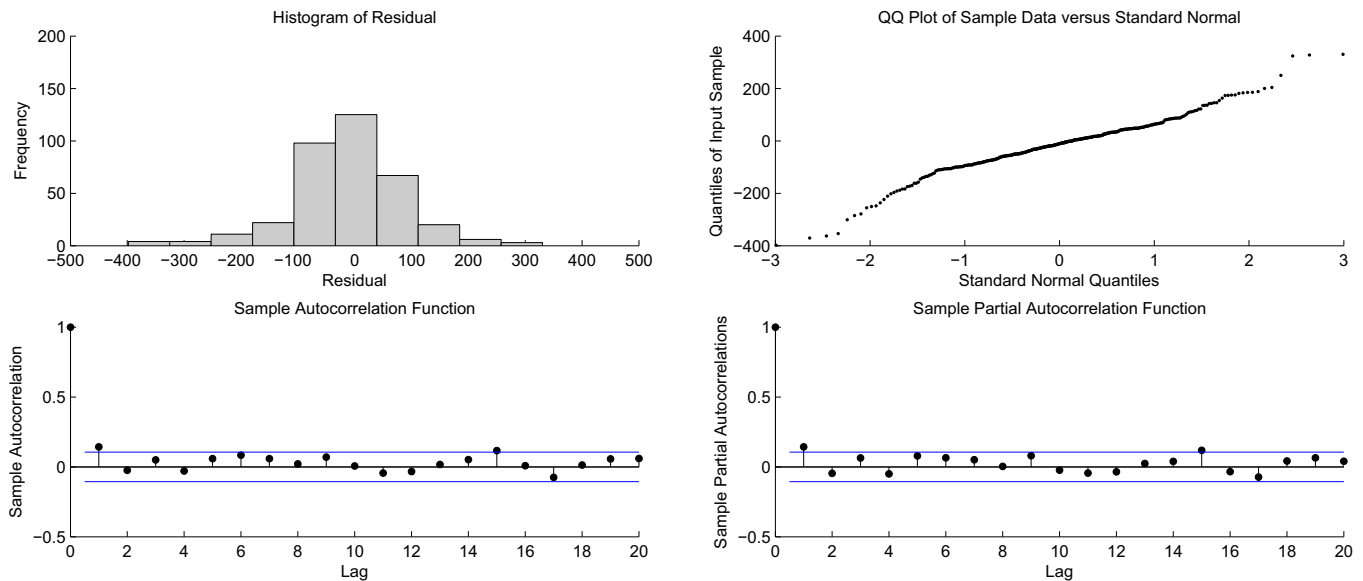 Histogram of Residual
200
150
100
50
0
Frequency
−500 −400 −300 −200 −100 0 100 200 300 400 500
Residual
QQ Plot of Sample Data versus Standard Normal
400
200
0
−200
−400
Quantiles of Input Sample
−3 −2 −1 0 1 2 3
Standard Normal Quantiles
Sample Autocorrelation Function
1
0.5
0
−0.5
Sample Autocorrelation
0 2 4 6 8 10 12 14 16 18 20
Lag
Sample Partial Autocorrelation Function
1
0.5
0
−0.5
Sample Partial Autocorrelations
0 2 4 6 8 10 12 14 16 18 20
Lag